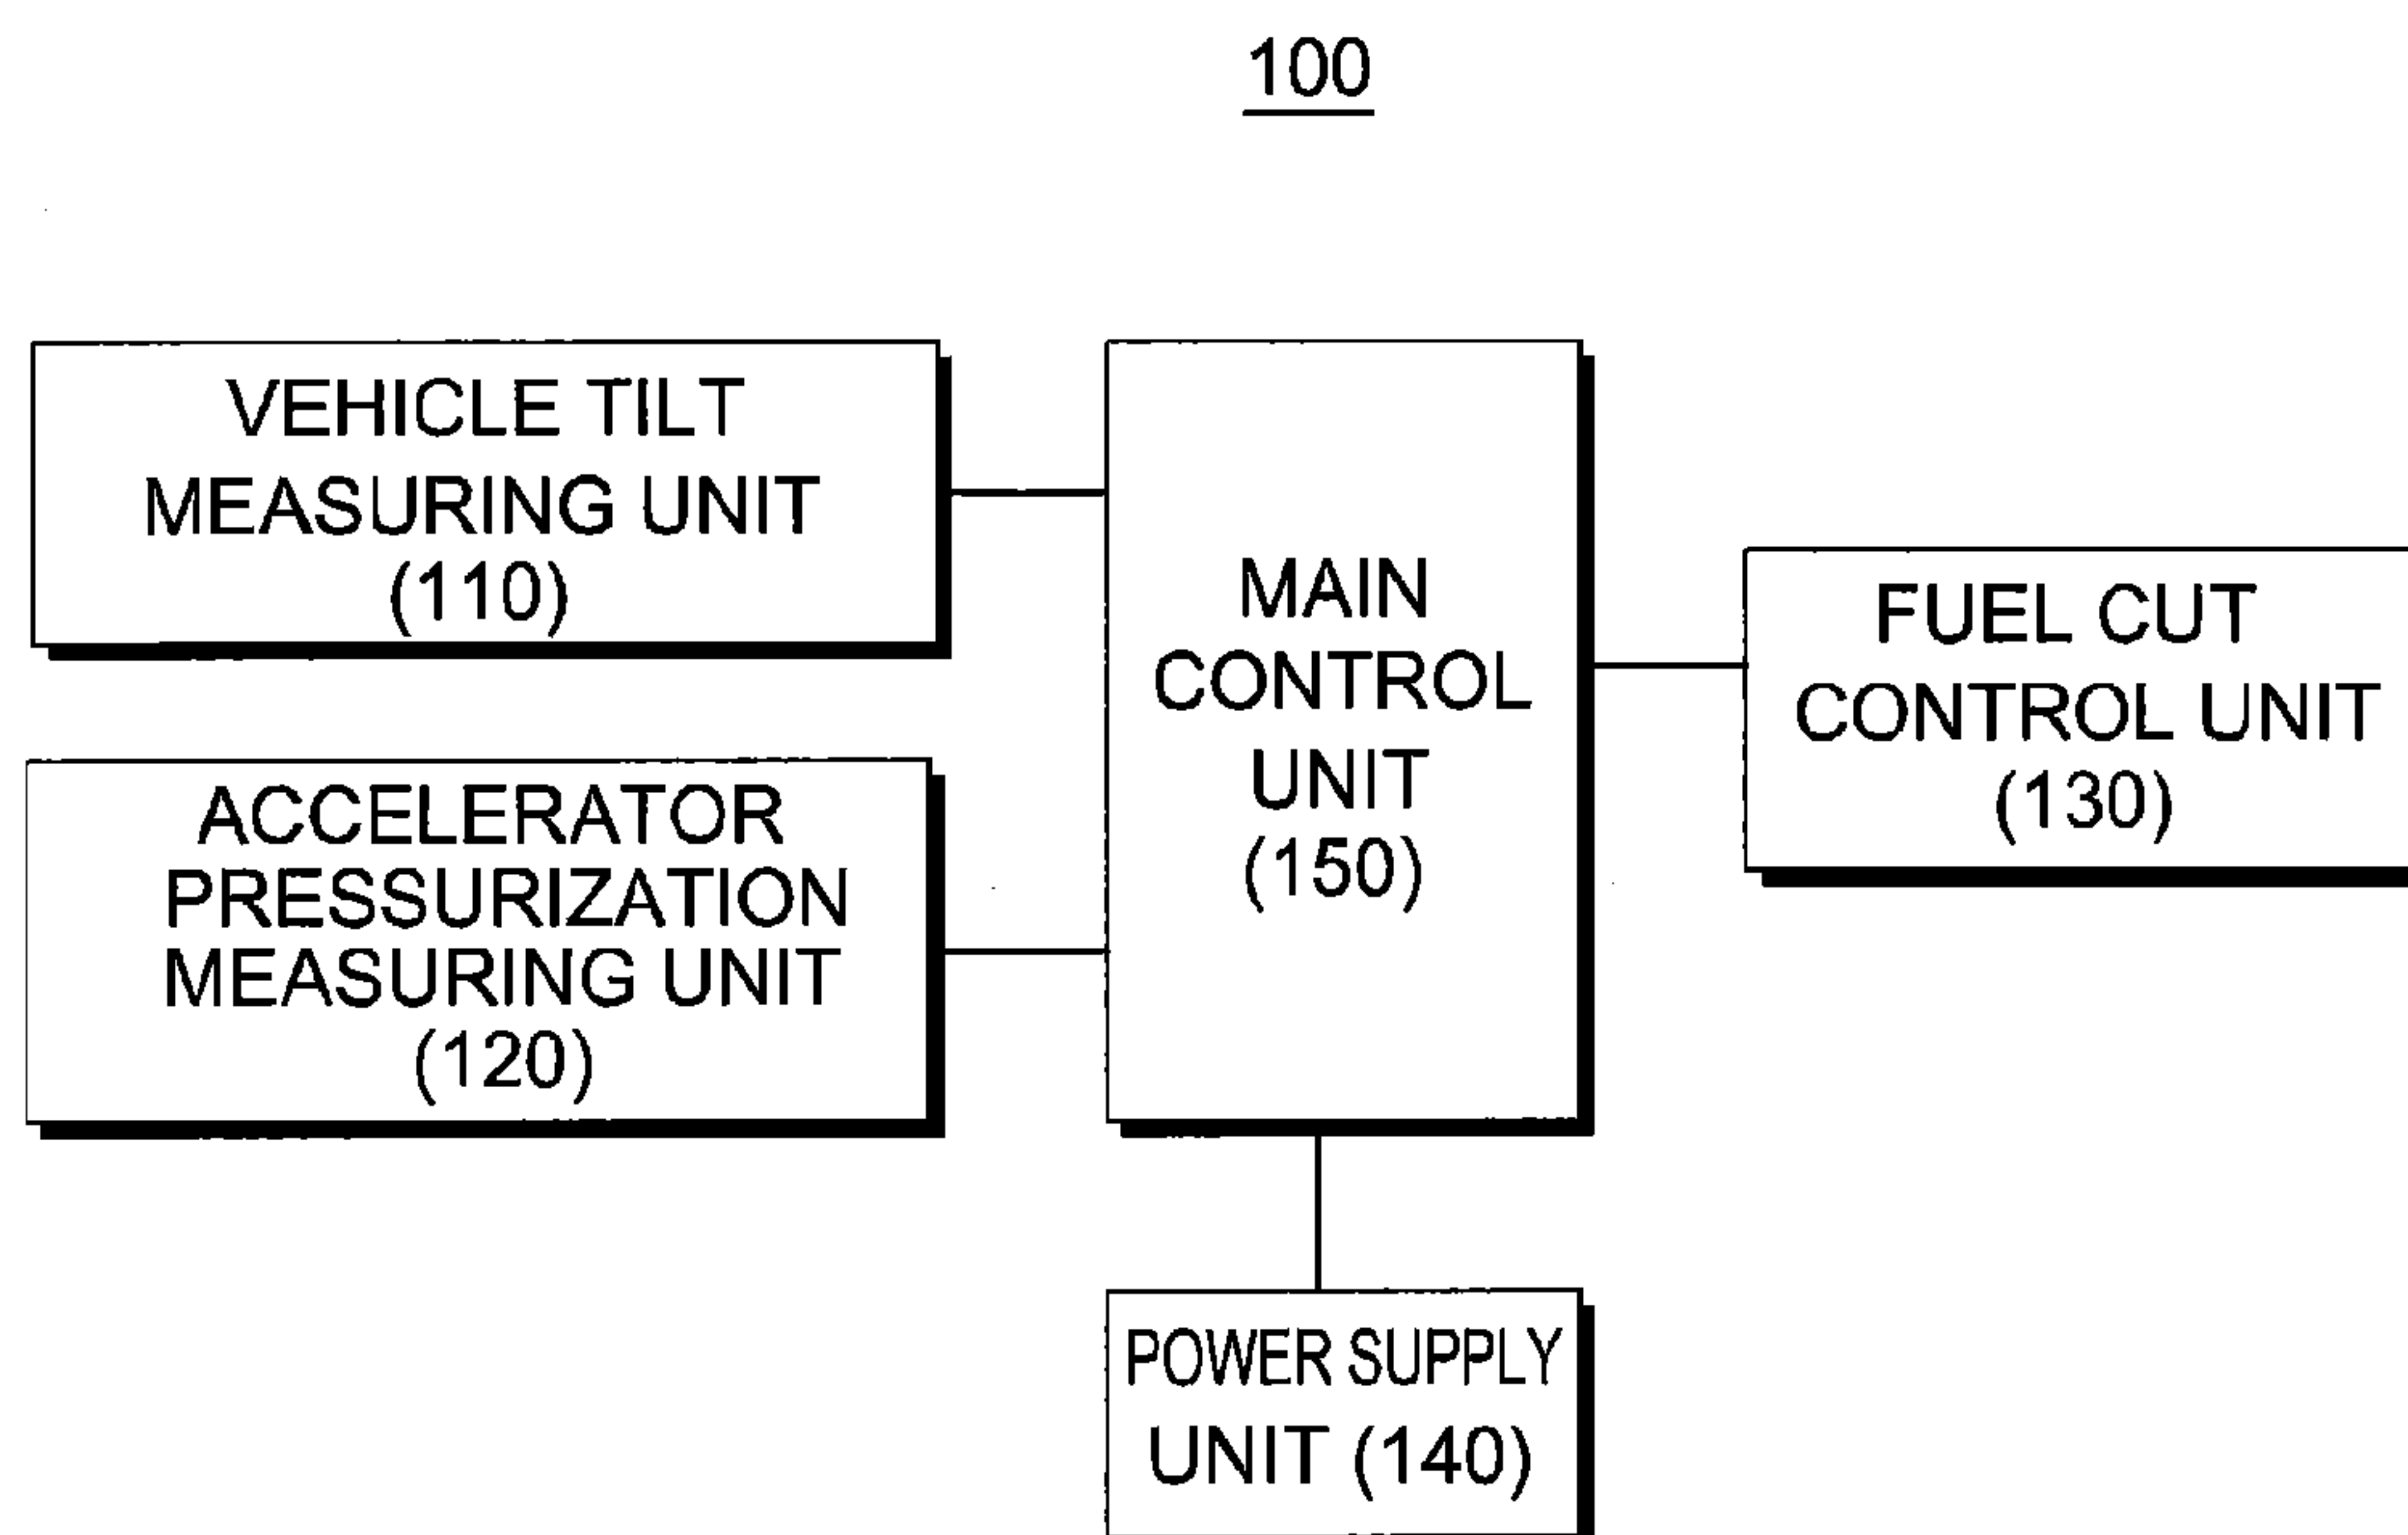 100
VEHICLE TILT
MEASURING UNIT
(110)
ACCELERATOR
PRESSURIZATION
MEASURING UNIT
(120)
MAIN
CONTROL
UNIT
(150)
FUEL CUT
CONTROL UNIT
(130)
POWER SUPPLY
UNIT (140)